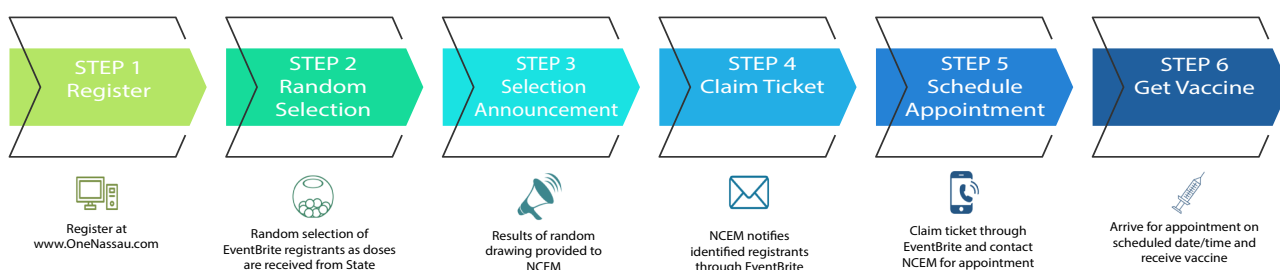 STEP 1
Register
STEP 2
Random
Selection
STEP 3
Selection
Announcement
STEP 4
Claim Ticket
STEP 5
Schedule
Appointment
STEP 6
Get Vaccine
Register at
www.OneNassau.com
Random selection of
EventBrite registrants as doses
are received from State
Results of random
drawing provided to
NCEM
NCEM notifies
identified registrants
through EventBrite
Claim ticket through
EventBrite and contact
NCEM for appointment
Arrive for appointment on
scheduled date/time and
receive vaccine